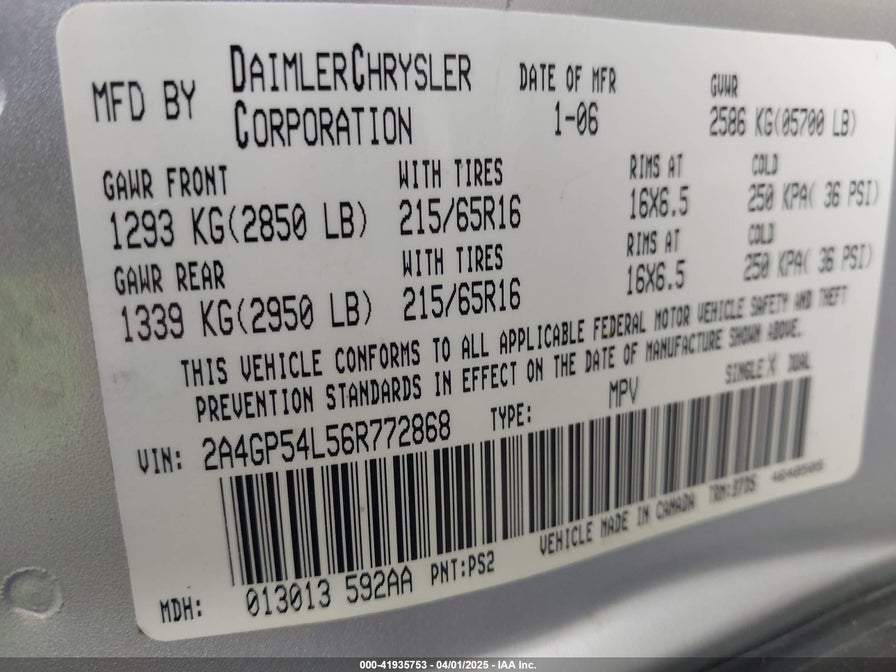 MFD BY DAIMLERCHRYSLER CORPORATION DATE OF MFR 1-06 GVWR 2586 KG(05700 LB)
GAWR FRONT WITH TIRES RIMS AT COLD
1293 KG(2850 LB) 215/65R16 16X6.5 250 KPA( 36 PSI)
GAWR REAR WITH TIRES RIMS AT COLD
1339 KG(2950 LB) 215/65R16 16X6.5 250 KPA( 36 PSI)
THIS VEHICLE CONFORMS TO ALL APPLICABLE FEDERAL MOTOR VEHICLE SAFETY AND THEFT
PREVENTION STANDARDS IN EFFECT ON THE DATE OF MANUFACTURE SHOWN ABOVE.
VIN: 2A4GP54L56R772868 TYPE: MPV SINGLE X DUAL
VEHICLE MADE IN CANADA
MDH: 013013 592AA PNT:PS2
000-41935753 - 04/01/2025 - IAA Inc.